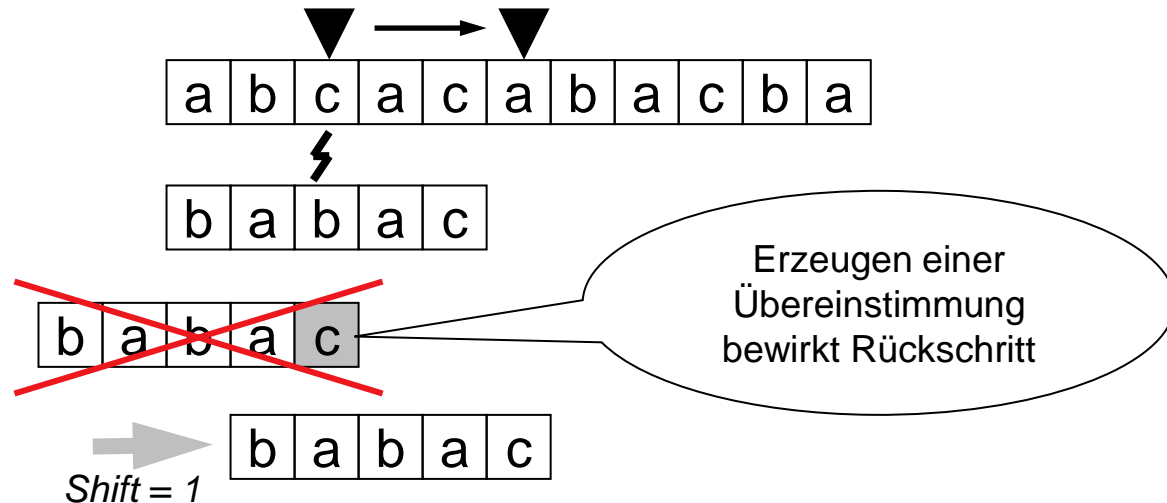 a b c a c a b a c b a
b a b a c
Erzeugen einer
Übereinstimmung
bewirkt Rückschritt
b a b a c
b a b a c
Shift = 1